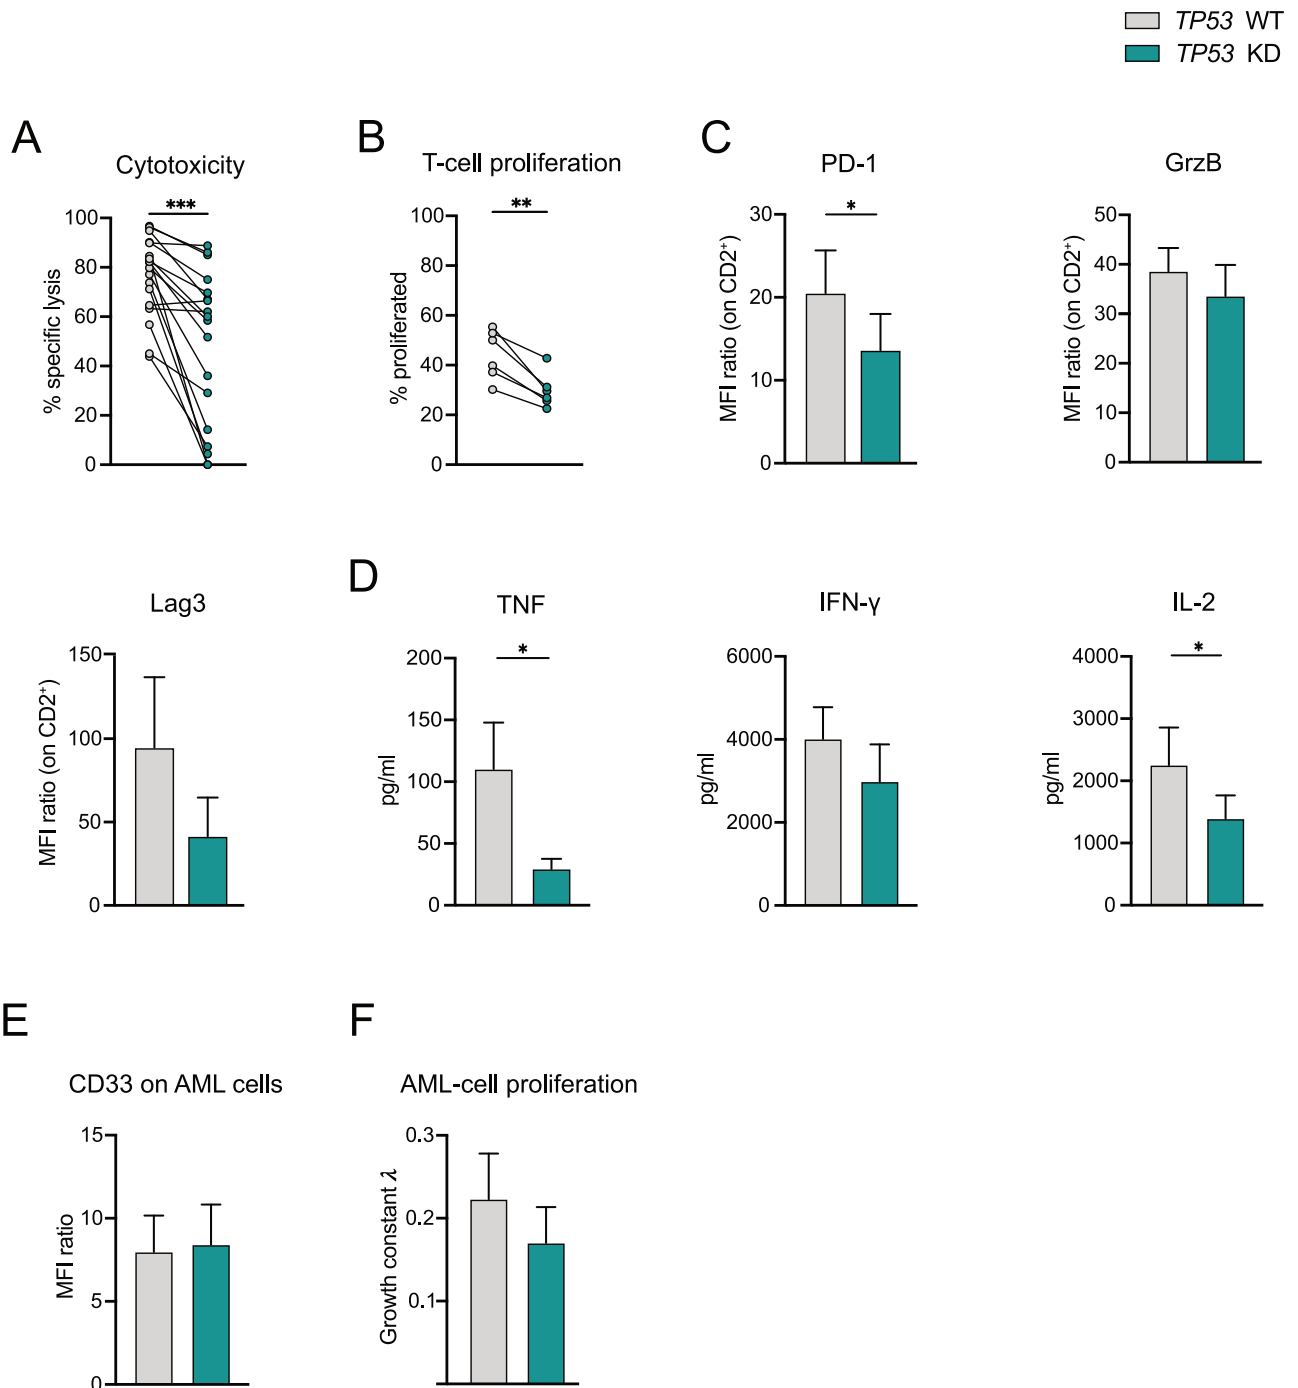 TP53 WT
TP53 KD
A
Cytotoxicity
***
% specific lysis
100
80
60
40
20
0
B
T-cell proliferation
**
% proliferated
100
80
60
40
20
0
C
PD-1
*
MFI ratio (on CD2⁺)
30
20
10
0
GrzB
MFI ratio (on CD2⁺)
50
40
30
20
10
0
Lag3
MFI ratio (on CD2⁺)
150
100
50
0
D
TNF
*
pg/ml
200
150
100
50
0
IFN-γ
pg/ml
6000
4000
2000
0
IL-2
*
pg/ml
4000
3000
2000
1000
0
E
CD33 on AML cells
MFI ratio
15
10
5
0
F
AML-cell proliferation
Growth constant λ
0.3
0.2
0.1